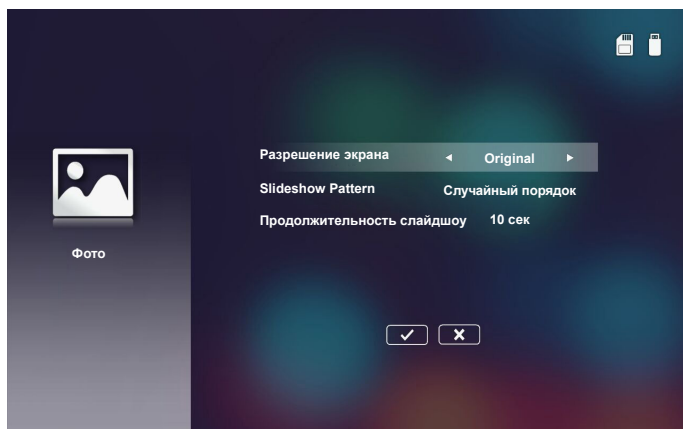 Разрешение экрана Original
Slideshow Pattern Случайный порядок
Продолжительность слайдшоу 10 сек
Фото